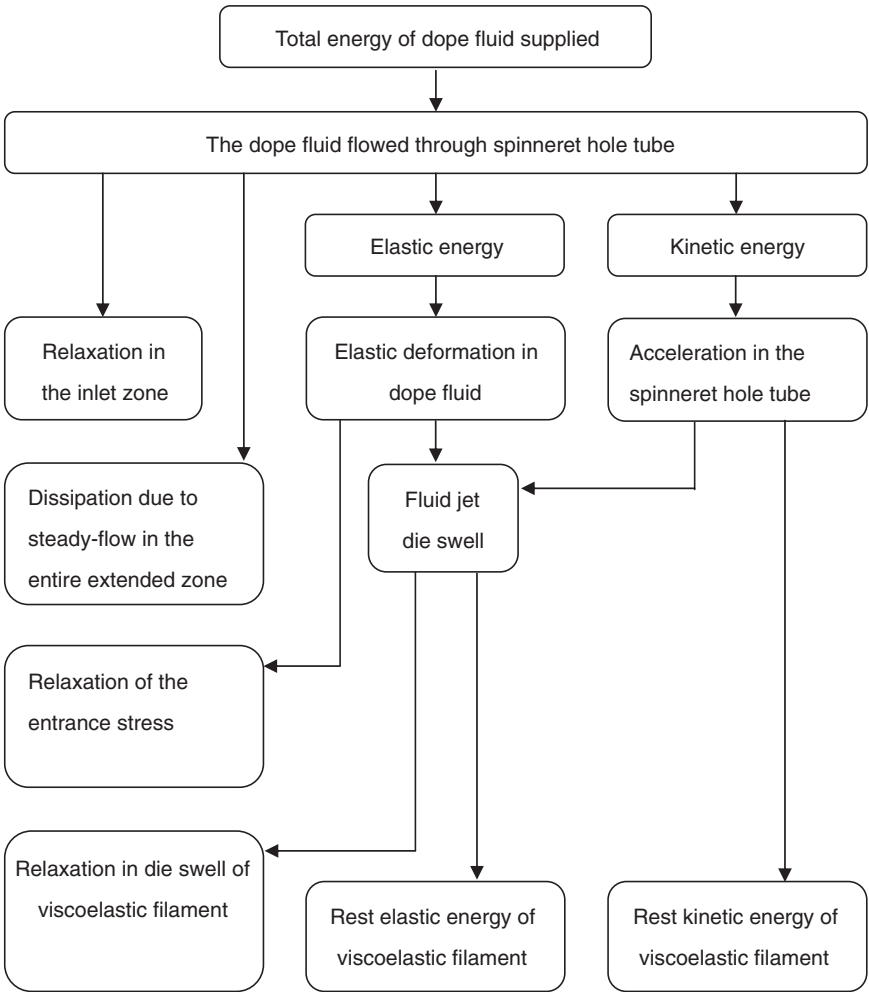 Total energy of dope fluid supplied
The dope fluid flowed through spinneret hole tube
Elastic energy
Kinetic energy
Relaxation in
the inlet zone
Elastic deformation in
dope fluid
Acceleration in the
spinneret hole tube
Dissipation due to
steady-flow in the
entire extended zone
Fluid jet
die swell
Relaxation of the
entrance stress
Relaxation in die swell of
viscoelastic filament
Rest elastic energy of
viscoelastic filament
Rest kinetic energy of
viscoelastic filament